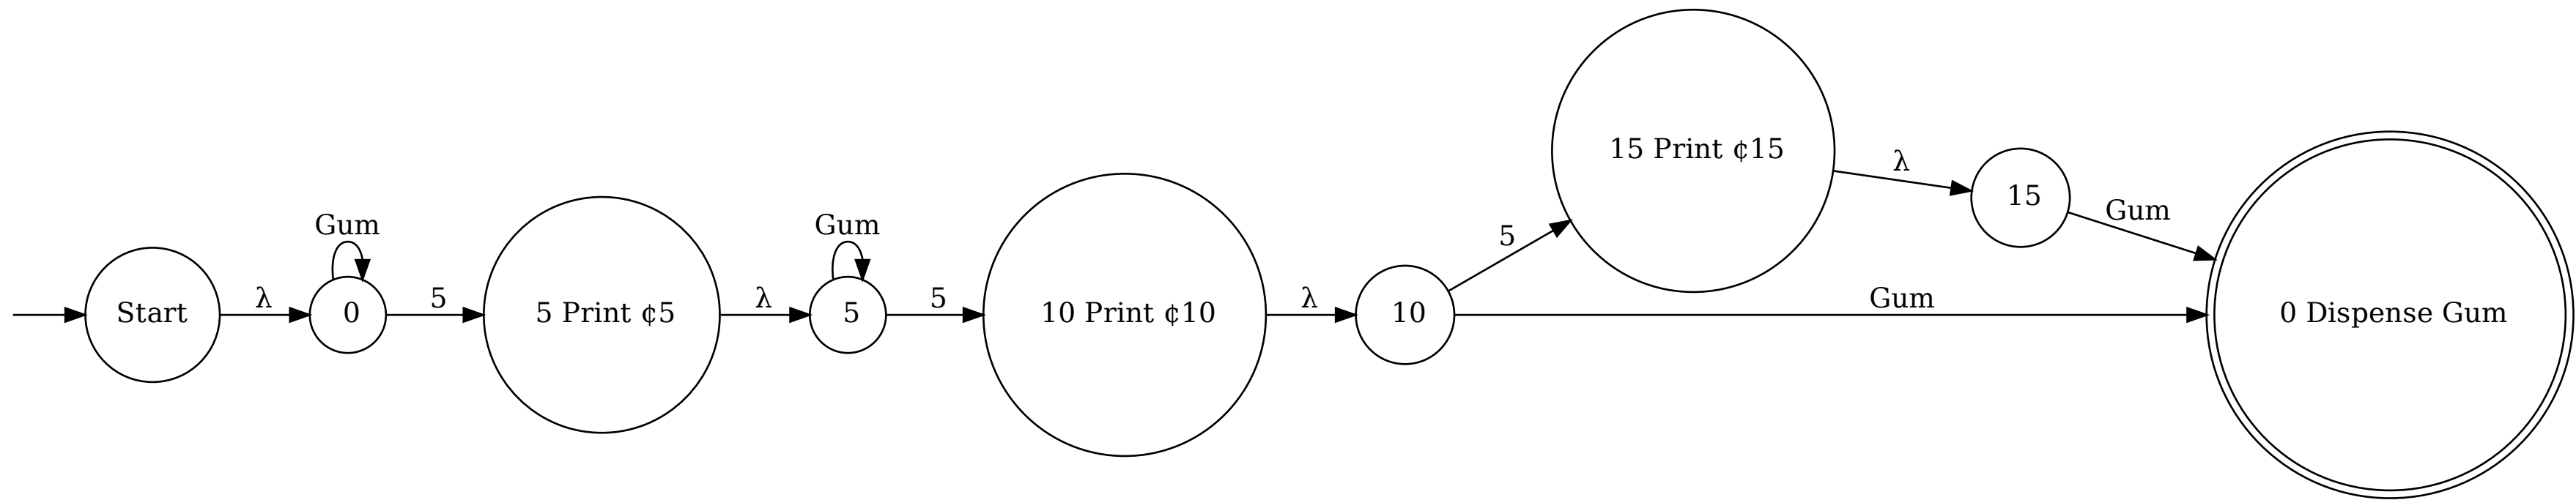 Start
λ
Gum
0
5
5 Print ¢5
λ
Gum
5
5
10 Print ¢10
λ
10
5
15 Print ¢15
λ
15
Gum
Gum
0 Dispense Gum